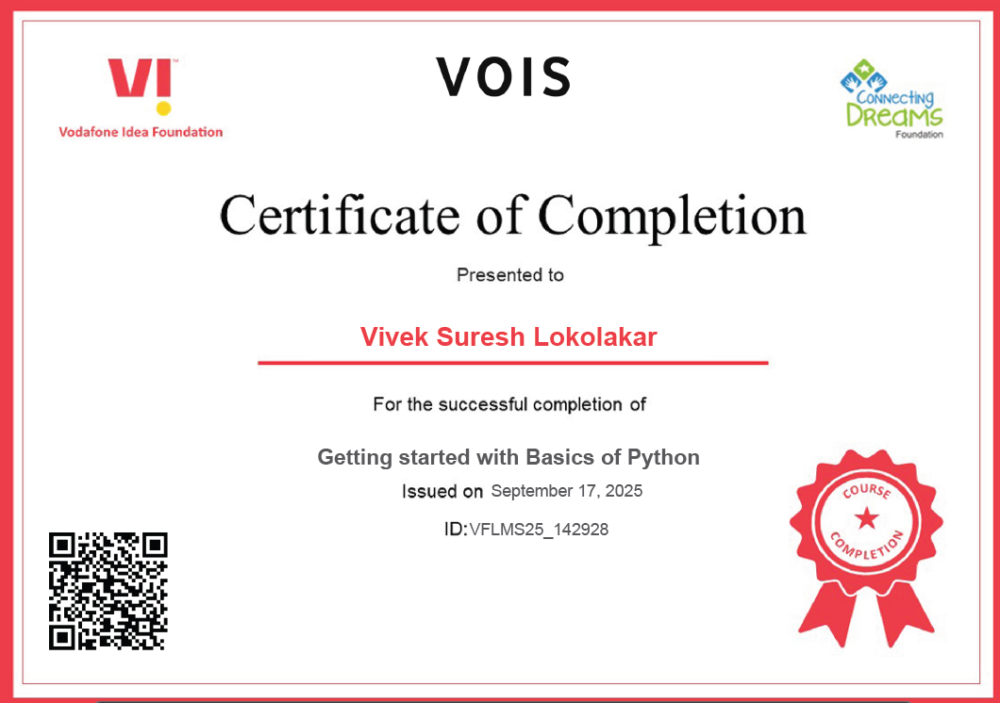 VI™
Vodafone Idea Foundation
VOIS
Connecting
Dreams
Foundation
Certificate of Completion
Presented to
Vivek Suresh Lokolakar
For the successful completion of
Getting started with Basics of Python
Issued on September 17, 2025
ID:VFLMS25_142928
COURSE
COMPLETION